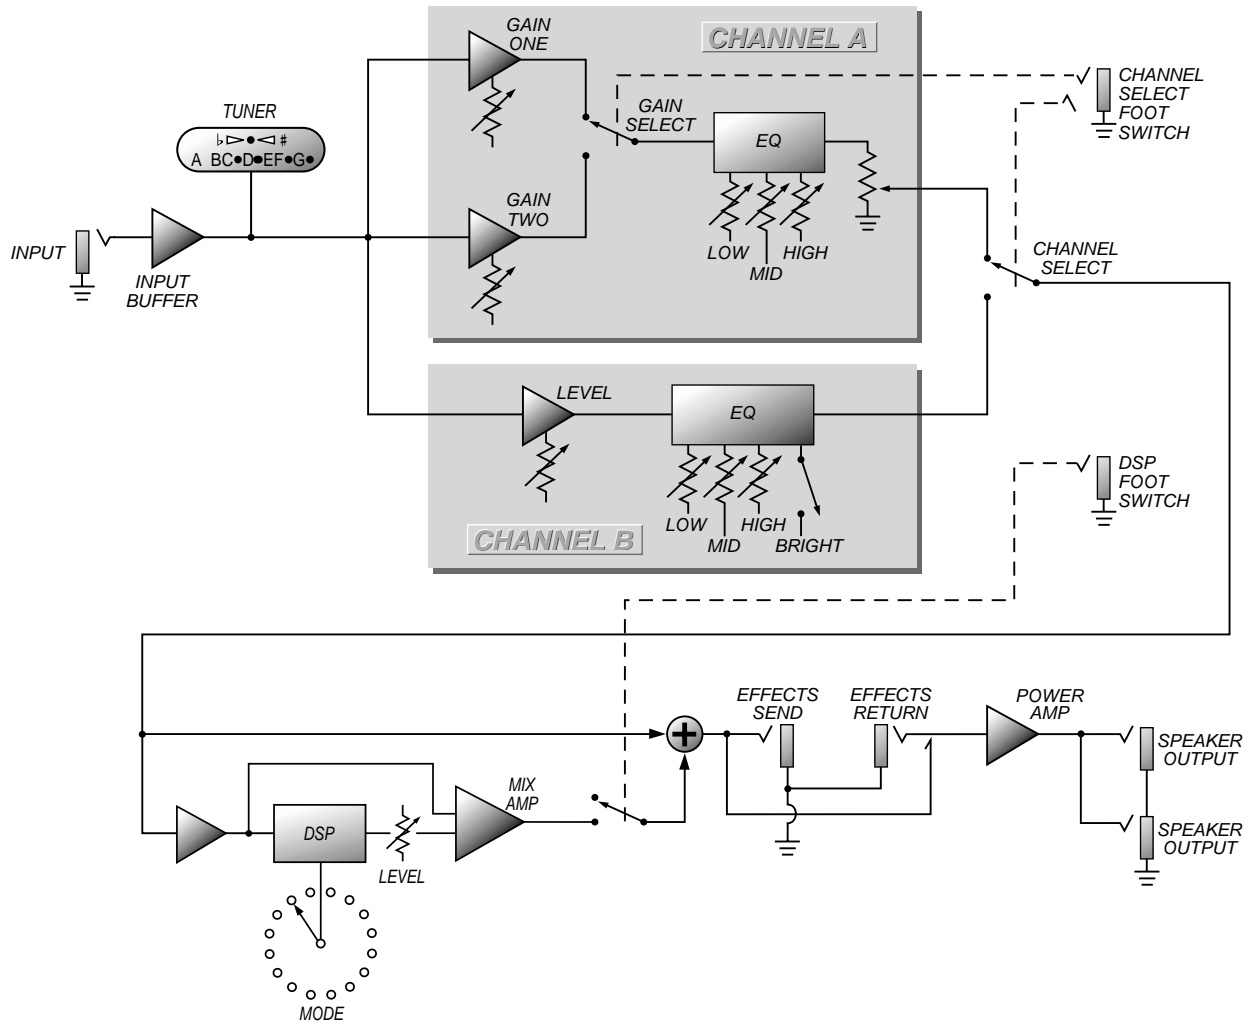 GAIN
ONE
CHANNEL A
CHANNEL
SELECT
FOOT
SWITCH
GAIN
SELECT
TUNER
♭ ♯
A BC•D•EF•G•
EQ
GAIN
TWO
LOW
HIGH
MID
INPUT
INPUT
BUFFER
CHANNEL
SELECT
LEVEL
EQ
LOW
HIGH
MID
BRIGHT
CHANNEL B
DSP
FOOT
SWITCH
EFFECTS
SEND
EFFECTS
RETURN
POWER
AMP
SPEAKER
OUTPUT
MIX
AMP
DSP
LEVEL
SPEAKER
OUTPUT
MODE